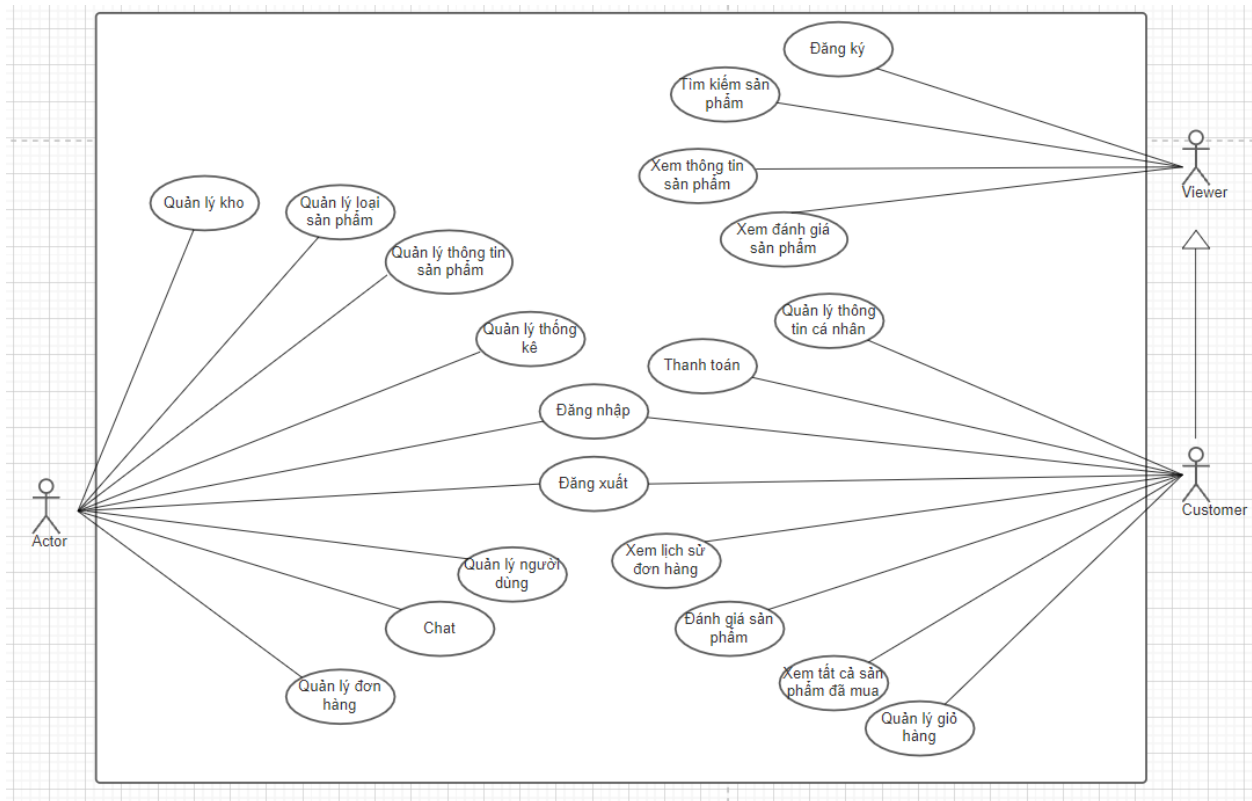 Đăng ký
Tìm kiếm sản
phẩm
Xem thông tin
sản phẩm
Viewer
Quản lý kho
Quản lý loại
sản phẩm
Xem đánh giá
sản phẩm
Quản lý thông tin
sản phẩm
Quản lý thông
tin cá nhân
Quản lý thống
kê
Thanh toán
Đăng nhập
Đăng xuất
Customer
Actor
Xem lịch sử
đơn hàng
Quản lý người
dùng
Chat
Đánh giá sản
phẩm
Xem tất cả sản
phẩm đã mua
Quản lý đơn
hàng
Quản lý giỏ
hàng